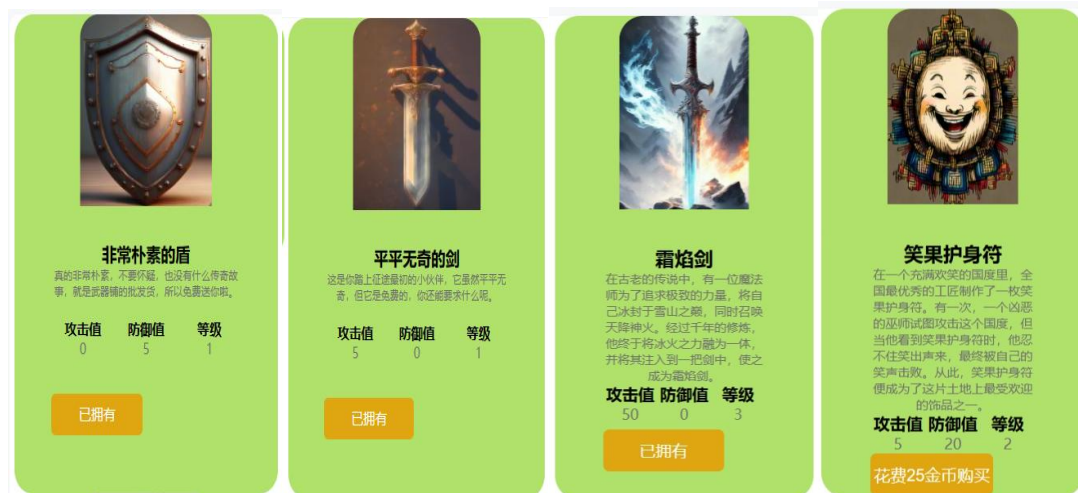 非常朴素的盾
真的非常朴素，不要怀疑，也没有什么传奇故
事，就是武器铺的批发货，所以免费送你啦。
攻击值 防御值 等级
0 5 1
已拥有
平平无奇的剑
这是你踏上征途最初的小伙伴，它虽然平平无
奇，但它是免费的，你还能要求什么呢。
攻击值 防御值 等级
5 0 1
已拥有
霜焰剑
在古老的传说中，有一位魔法
师为了追求极致的力量，将自
己冰封于雪山之巅，同时召唤
天降神火。经过千年的修炼，
他终于将冰火之力融为一体，
并将其注入到一把剑中，使之
成为霜焰剑。
攻击值 防御值 等级
50 0 3
已拥有
笑果护身符
在一个充满欢笑的国度里，全
国最优秀的工匠制作了一枚笑
果护身符。有一次，一个凶恶
的巫师试图攻击这个国度，但
当他看到笑果护身符时，他忍
不住笑出声来，最终被自己的
笑声击败。从此，笑果护身符
便成为了这片土地上最受欢迎
的饰品之一。
攻击值 防御值 等级
5 20 2
花费25金币购买